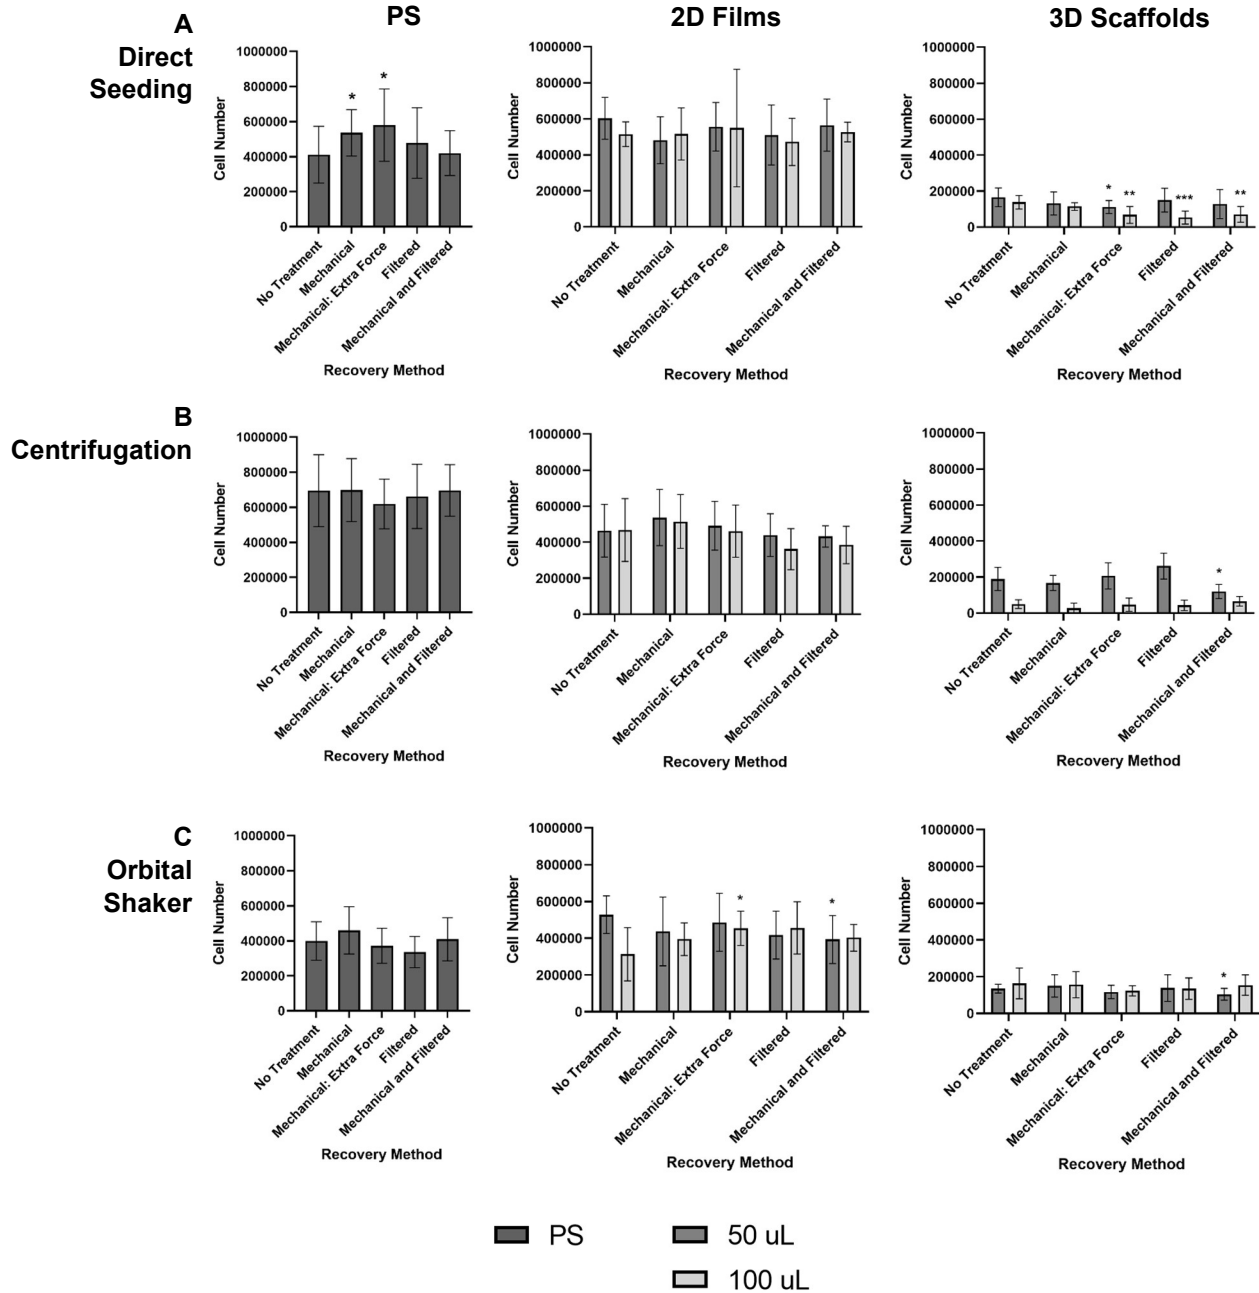 A
Direct
Seeding
PS
2D Films
3D Scaffolds
Cell Number
1000000
800000
600000
400000
200000
0
*
*
No Treatment
Mechanical
Mechanical: Extra Force
Filtered
Mechanical and Filtered
Recovery Method
Cell Number
1000000
800000
600000
400000
200000
0
No Treatment
Mechanical
Mechanical: Extra Force
Filtered
Mechanical and Filtered
Recovery Method
Cell Number
1000000
800000
600000
400000
200000
0
*
**
***
**
No Treatment
Mechanical
Mechanical: Extra Force
Filtered
Mechanical and Filtered
Recovery Method
B
Centrifugation
Cell Number
1000000
800000
600000
400000
200000
0
No Treatment
Mechanical
Mechanical: Extra Force
Filtered
Mechanical and Filtered
Recovery Method
Cell Number
1000000
800000
600000
400000
200000
0
No Treatment
Mechanical
Mechanical: Extra Force
Filtered
Mechanical and Filtered
Recovery Method
Cell Number
1000000
800000
600000
400000
200000
0
*
No Treatment
Mechanical
Mechanical: Extra Force
Filtered
Mechanical and Filtered
Recovery Method
C
Orbital
Shaker
Cell Number
1000000
800000
600000
400000
200000
0
No Treatment
Mechanical
Mechanical: Extra Force
Filtered
Mechanical and Filtered
Recovery Method
Cell Number
1000000
800000
600000
400000
200000
0
*
*
No Treatment
Mechanical
Mechanical: Extra Force
Filtered
Mechanical and Filtered
Recovery Method
Cell Number
1000000
800000
600000
400000
200000
0
*
No Treatment
Mechanical
Mechanical: Extra Force
Filtered
Mechanical and Filtered
Recovery Method
PS
50 uL
100 uL